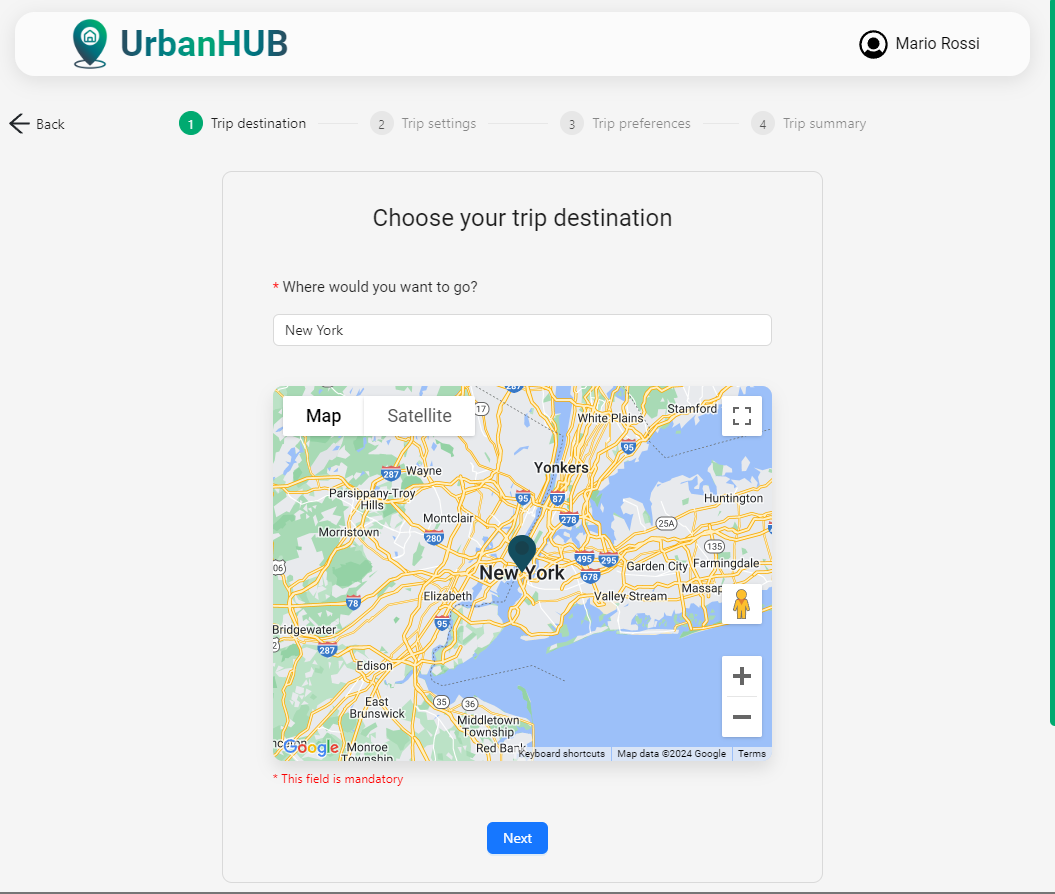 UrbanHUB
Mario Rossi
Back
1 Trip destination
2 Trip settings
3 Trip preferences
4 Trip summary
Choose your trip destination
* Where would you want to go?
New York
Map
Satellite
287
17
White Plains
Stamford
95
Yonkers
287
Wayne
Parsippany-Troy
Hills
95
87
Huntington
Montclair
278
25A
Morristown
280
135
495
295
New York
678
Garden City
Farmingdale
Elizabeth
Valley Stream
Massap
78
95
Bridgewater
287
Edison
East
Brunswick
35
36
Middletown
Township
Google
Monroe
Township
Red Bank
Keyboard shortcuts
Map data ©2024 Google
Terms
* This field is mandatory
Next